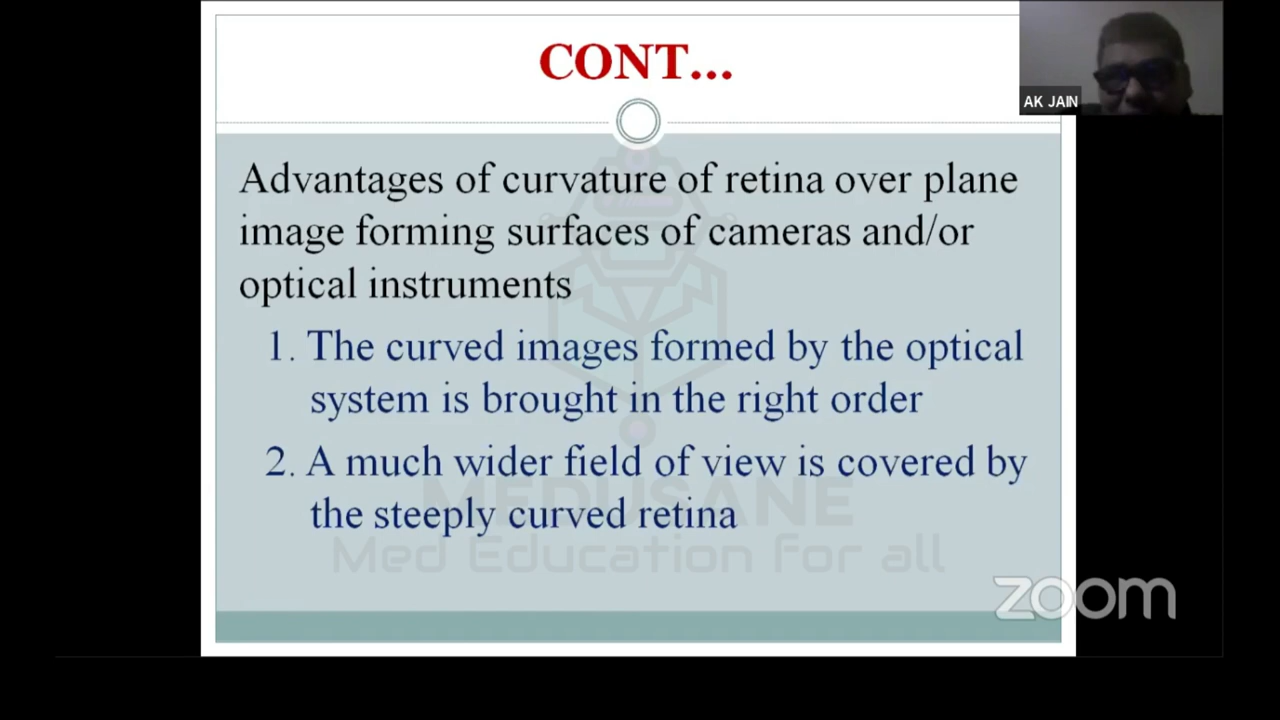 CONT...
AK JAIN
Advantages of curvature of retina over plane
image forming surfaces of cameras and/or
optical instruments
1. The curved images formed by the optical
system is brought in the right order
2. A much wider field of view is covered by
the steeply curved retina
MEDUSANE
Med Education for all
zoom